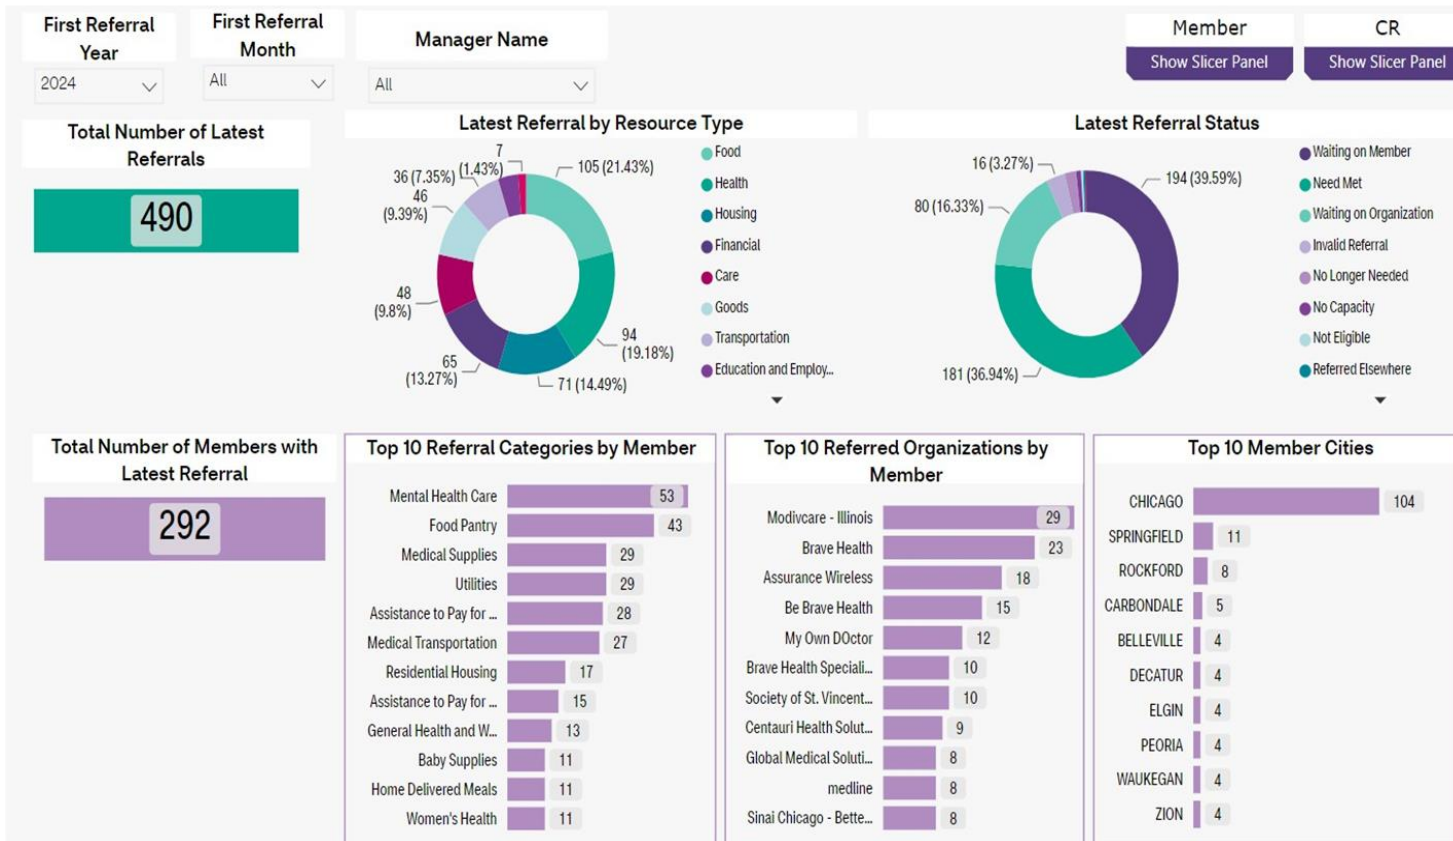 First Referral
Year
2024
First Referral
Month
All
Manager Name
All
Member
Show Slicer Panel
CR
Show Slicer Panel
Total Number of Latest
Referrals
490
Latest Referral by Resource Type
7
(1.43%)
36 (7.35%)
46
(9.39%)
48
(9.8%)
65
(13.27%)
71 (14.49%)
94
(19.18%)
105 (21.43%)
Food
Health
Housing
Financial
Care
Goods
Transportation
Education and Employ...
Latest Referral Status
16 (3.27%)
80 (16.33%)
181 (36.94%)
194 (39.59%)
Waiting on Member
Need Met
Waiting on Organization
Invalid Referral
No Longer Needed
No Capacity
Not Eligible
Referred Elsewhere
Total Number of Members with
Latest Referral
292
Top 10 Referral Categories by Member
Mental Health Care 53
Food Pantry 43
Medical Supplies 29
Utilities 29
Assistance to Pay for ... 28
Medical Transportation 27
Residential Housing 17
Assistance to Pay for ... 15
General Health and W... 13
Baby Supplies 11
Home Delivered Meals 11
Women's Health 11
Top 10 Referred Organizations by
Member
Modivcare - Illinois 29
Brave Health 23
Assurance Wireless 18
Be Brave Health 15
My Own DOctor 12
Brave Health Speciali... 10
Society of St. Vincent... 10
Centauri Health Solut... 9
Global Medical Soluti... 8
medline 8
Sinai Chicago - Bette... 8
Top 10 Member Cities
CHICAGO 104
SPRINGFIELD 11
ROCKFORD 8
CARBONDALE 5
BELLEVILLE 4
DECATUR 4
ELGIN 4
PEORIA 4
WAUKEGAN 4
ZION 4